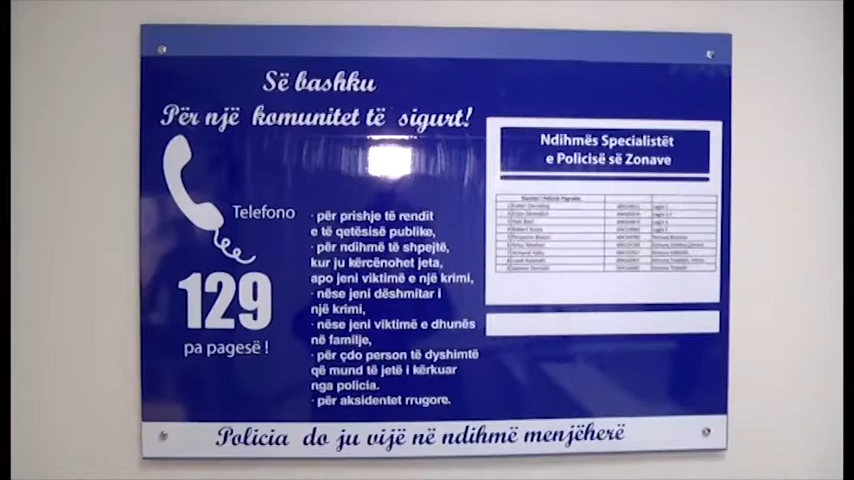 Së bashku
Për një komunitet të sigurt!
Telefono
129
pa pagesë !
· për prishje të rendit
e të qetësisë publike,
· për ndihmë të shpejtë,
kur ju kërcënohet jeta,
apo jeni viktimë e një krimi,
· nëse jeni dëshmitar i
një krimi,
· nëse jeni viktimë e dhunës
në familje,
· për çdo person të dyshimtë
që mund të jetë i kërkuar
nga policia.
· për aksidentet rrugore.
Ndihmës Specialistët
e Policisë së Zonave
Policia do ju vijë në ndihmë menjëherë